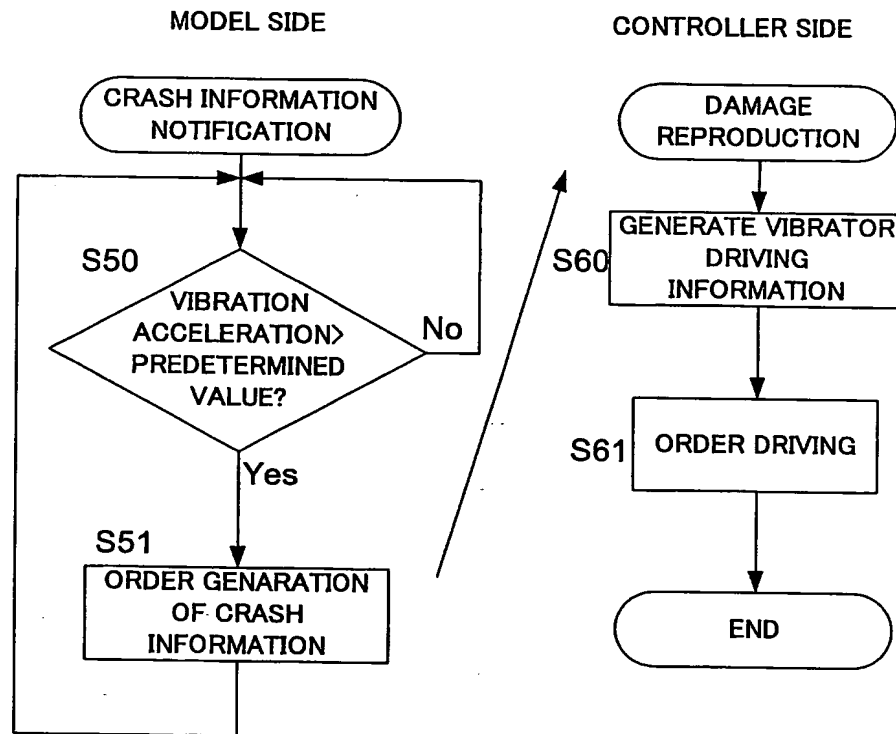 MODEL SIDE
CRASH INFORMATION
NOTIFICATION
S50
VIBRATION
ACCELERATION>
PREDETERMINED
VALUE?
No
Yes
S51
ORDER GENARATION
OF CRASH
INFORMATION
CONTROLLER SIDE
DAMAGE
REPRODUCTION
S60
GENERATE VIBRATOR
DRIVING
INFORMATION
S61
ORDER DRIVING
END